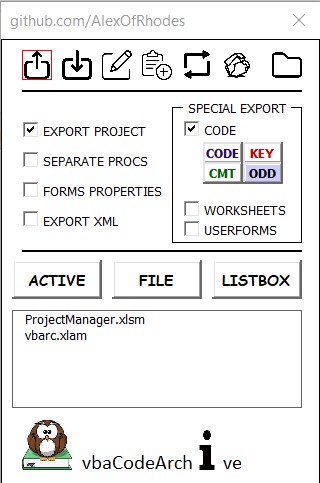 github.com/AlexOfRhodes
SPECIAL EXPORT
EXPORT PROJECT
CODE
CODE KEY
CMT ODD
SEPARATE PROCS
FORMS PROPERTIES
WORKSHEETS
EXPORT XML
USERFORMS
ACTIVE FILE LISTBOX
ProjectManager.xlsm
vbarc.xlam
vbaCodeArch i ve